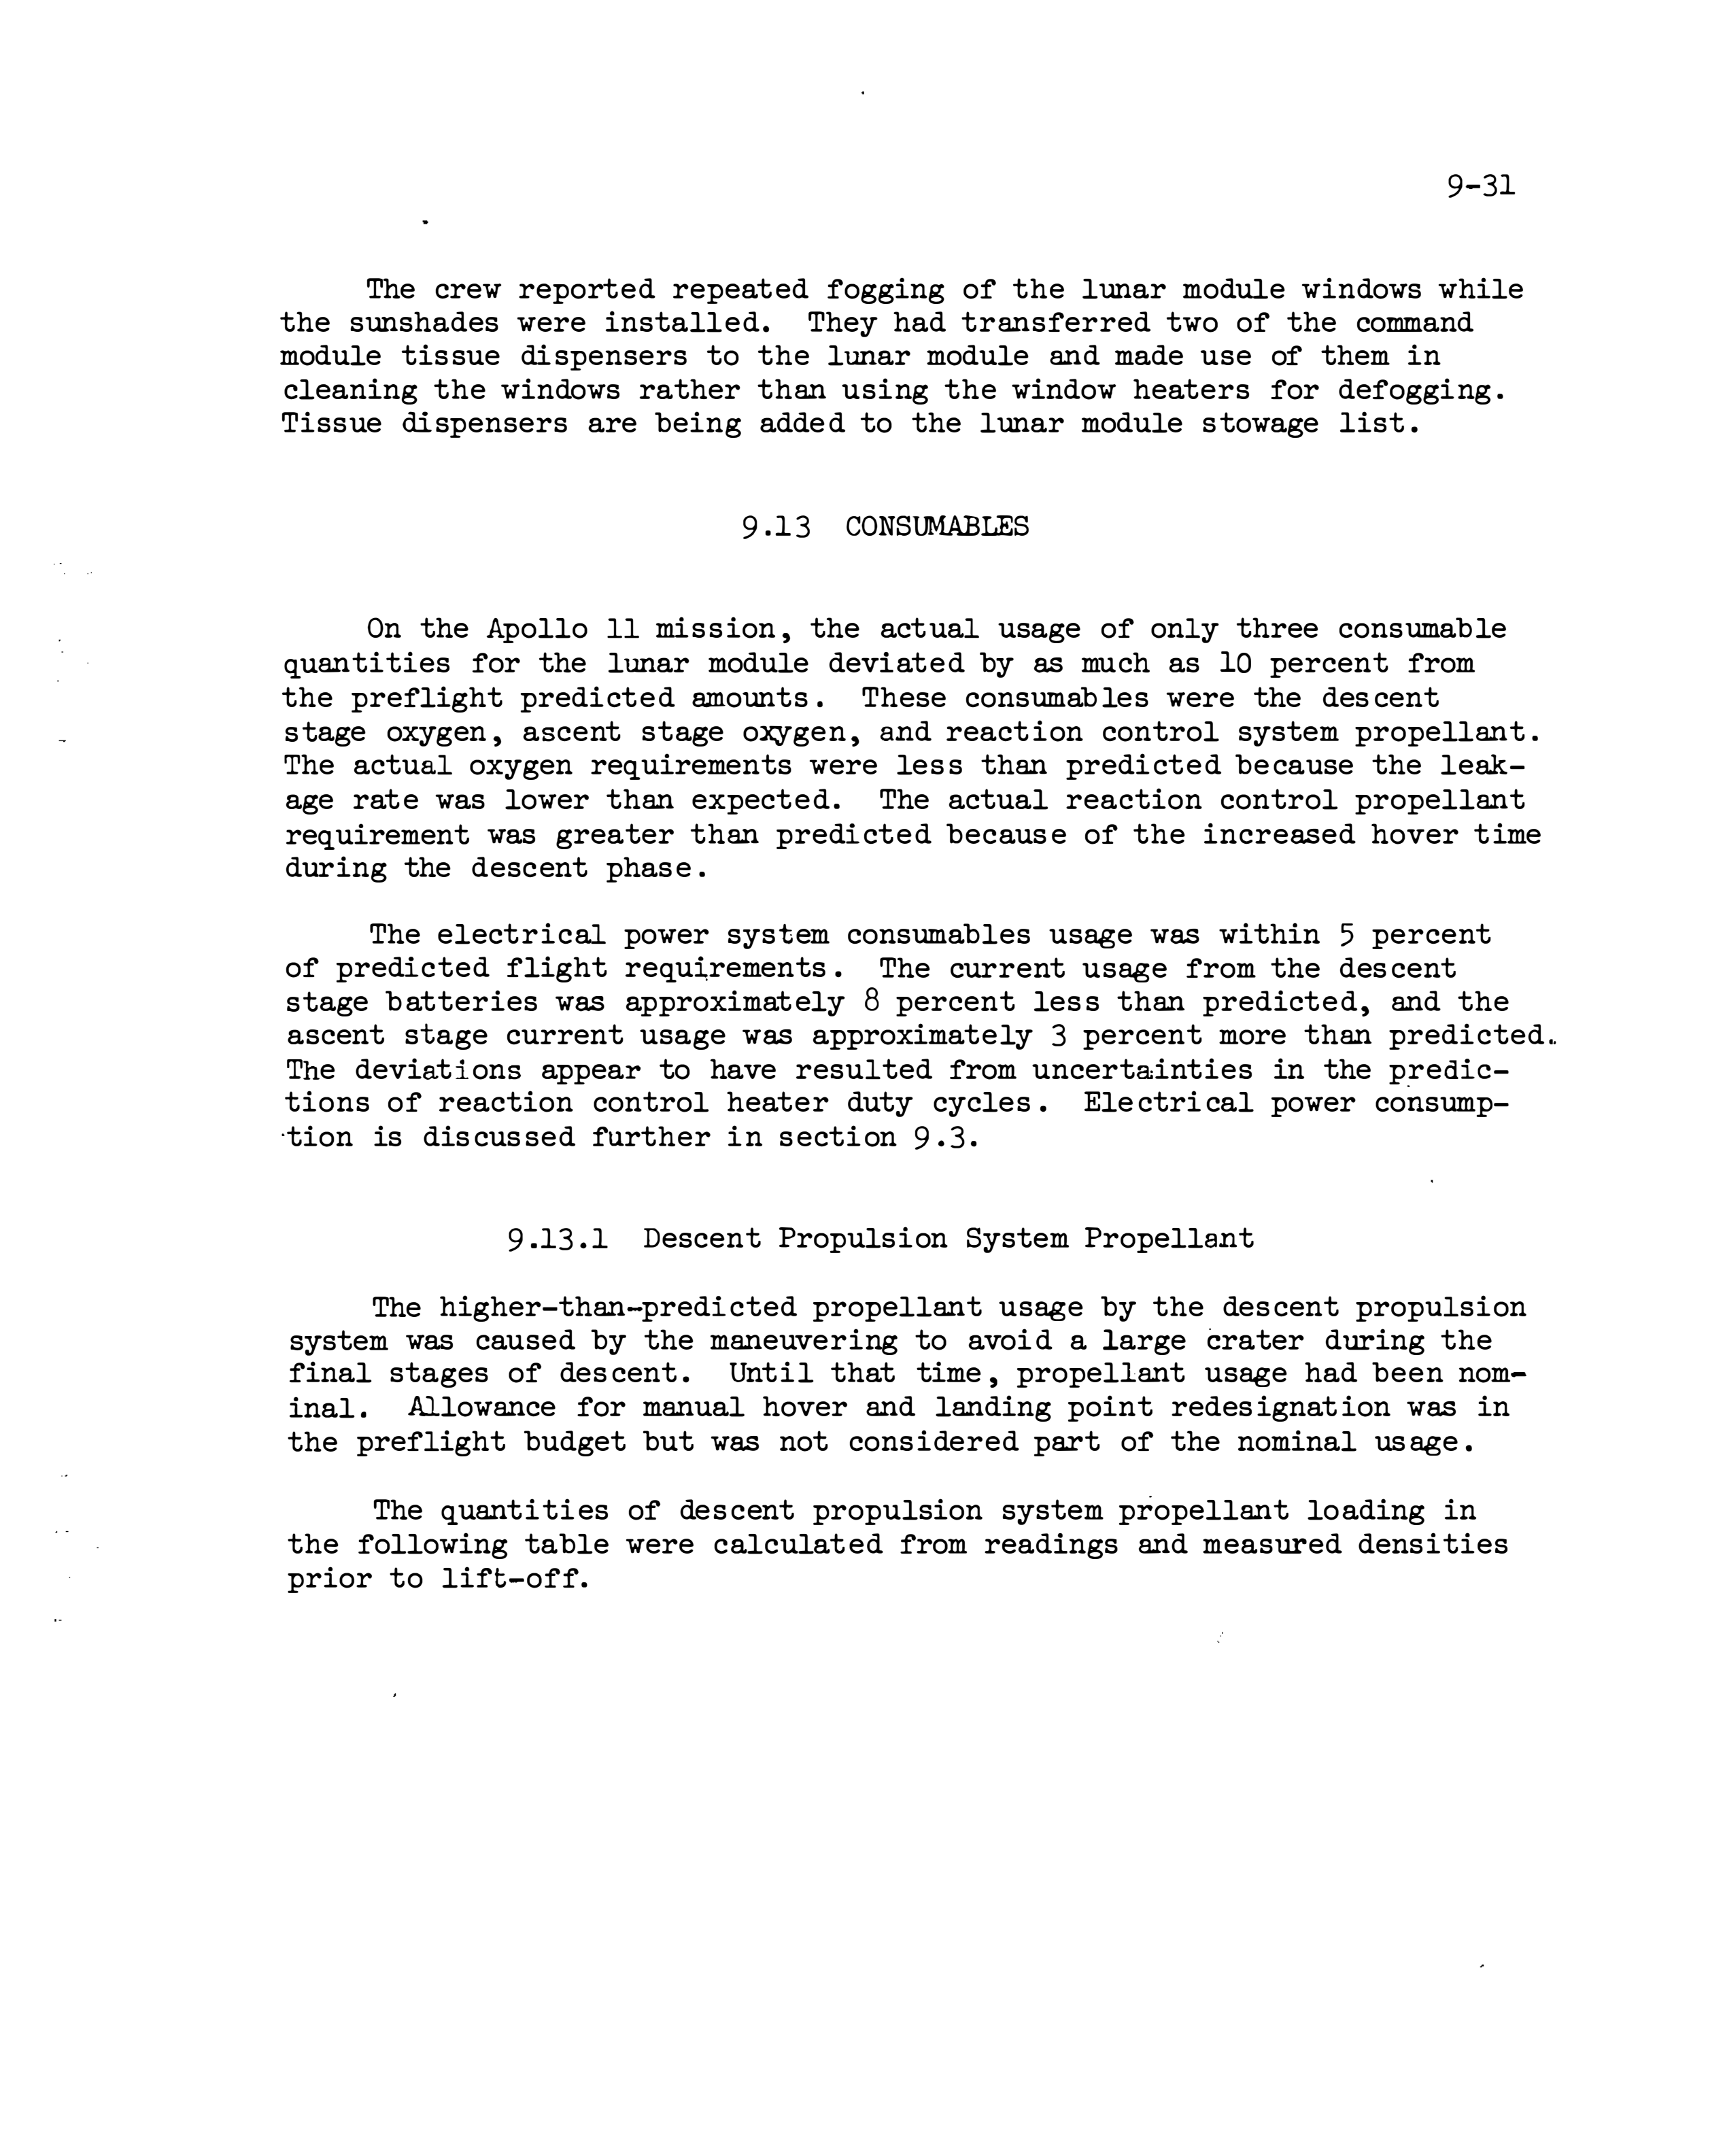 9-31
The crew reported repeated fogging of the lunar module windows while
the sunshades were installed. They had transferred two of the command
module tissue dispensers to the lunar module and made use of them in
cleaning the windows rather than using the window heaters for defogging.
Tissue dispensers are being added to the lunar module stowage list.
9.13 CONSUMABLES
On the Apollo 11 mission, the actual usage of only three consumable
quantities for the lunar module deviated by as much as 10 percent from
the preflight predicted amounts. These consumables were the descent
stage oxygen, ascent stage oxygen, and reaction control system propellant.
The actual oxygen requirements were less than predicted because the leak-
age rate was lower than expected. The actual reaction control propellant
requirement was greater than predicted because of the increased hover time
during the descent phase.
The electrical power system consumables usage was within 5 percent
of predicted flight requirements. The current usage from the descent
stage batteries was approximately 8 percent less than predicted, and the
ascent stage current usage was approximately 3 percent more than predicted.
The deviations appear to have resulted from uncertainties in the predic-
tions of reaction control heater duty cycles. Electrical power consump-
tion is discussed further in section 9.3.
9.13.1 Descent Propulsion System Propellant
The higher-than-predicted propellant usage by the descent propulsion
system was caused by the maneuvering to avoid a large crater during the
final stages of descent. Until that time, propellant usage had been nom-
inal. Allowance for manual hover and landing point redesignation was in
the preflight budget but was not considered part of the nominal usage.
The quantities of descent propulsion system propellant loading in
the following table were calculated from readings and measured densities
prior to lift-off.